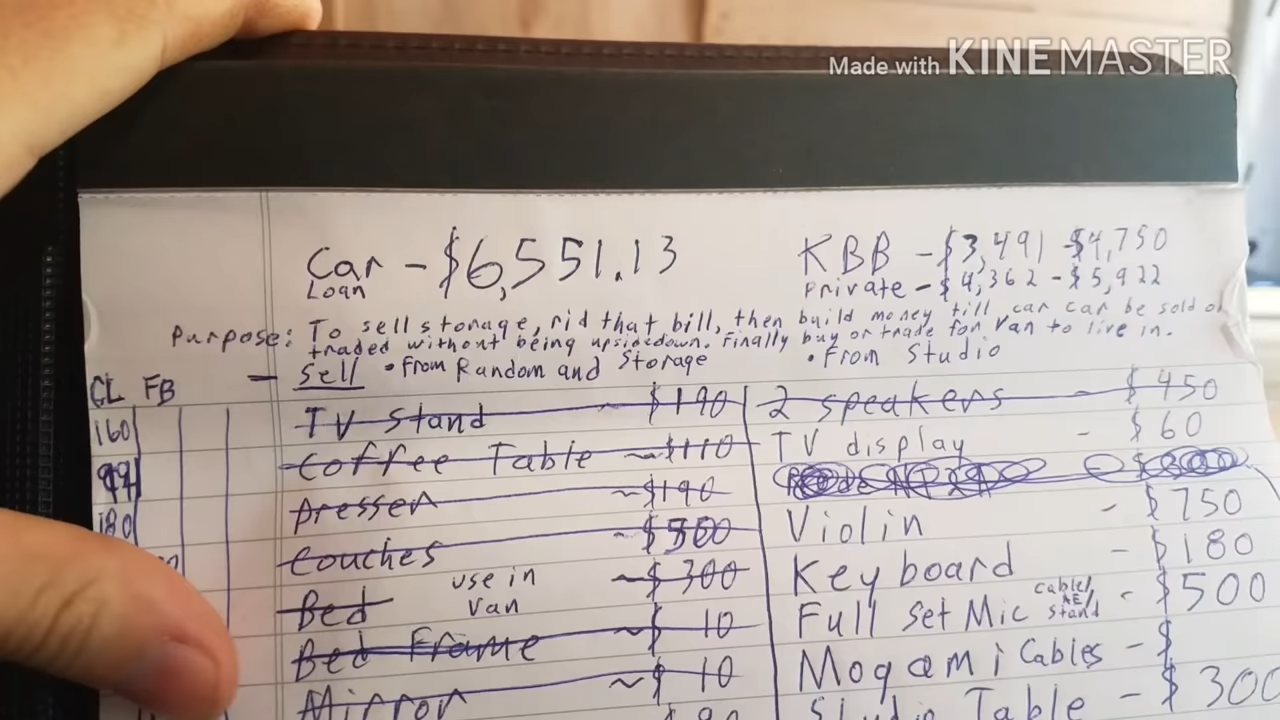 Made with KINEMASTER
Car - $6,551.13
Loan
KBB - $3,491 - $4,750
Private - $4,362 - $5,922
Purpose: To sell storage, rid that bill, then build money till car can be sold or
traded without being upsidedown. Finally buy or trade for van to live in.
- Sell • From Random and Storage
• From Studio
CL FB
160 TV Stand ~ $190
99 Coffee Table ~ $110
180 Dresser ~ $190
Couches ~ $300
Bed use in van ~ $300
Bed Frame ~ $10
Mirror ~ $10
2 speakers - $450
TV display - $60
Violin - $750
Keyboard - $180
Full Set Mic cable/ stand - $500
Mogami Cables - $
Studio Table - $300